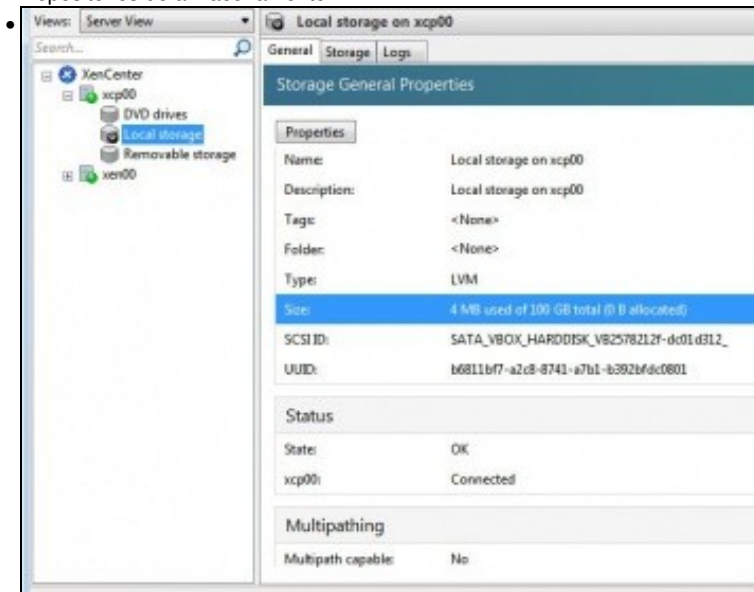 Views: Server View
Local storage on xcp00
Search...
General Storage Logs
XenCenter
xcp00
DVD drives
Local storage
Removable storage
xen00
Storage General Properties
Properties
Name: Local storage on xcp00
Description: Local storage on xcp00
Tags: <None>
Folder: <None>
Type: LVM
Size: 4 MB used of 100 GB total (0 B allocated)
SCSI ID: SATA_VBOX_HARDDISK_VB2578212f-dc01d312_
UUID: b6811bf7-a2c8-8741-a7b1-b392bfdc0801
Status
State: OK
xcp00: Connected
Multipathing
Multipath capable: No